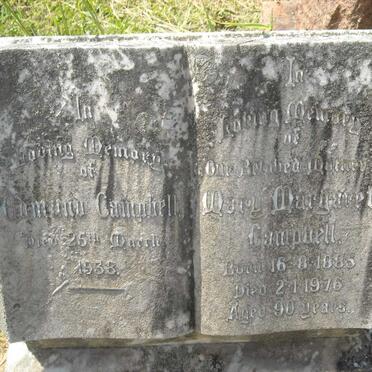 In
Loving Memory
of
Edmund Campbell
Died 25th March
1938.
In
Loving Memory
of
Our Beloved Mother
Mary Margaret
Campbell.
Born 16-8-1885
Died 2-1-1976
Aged 90 Years.